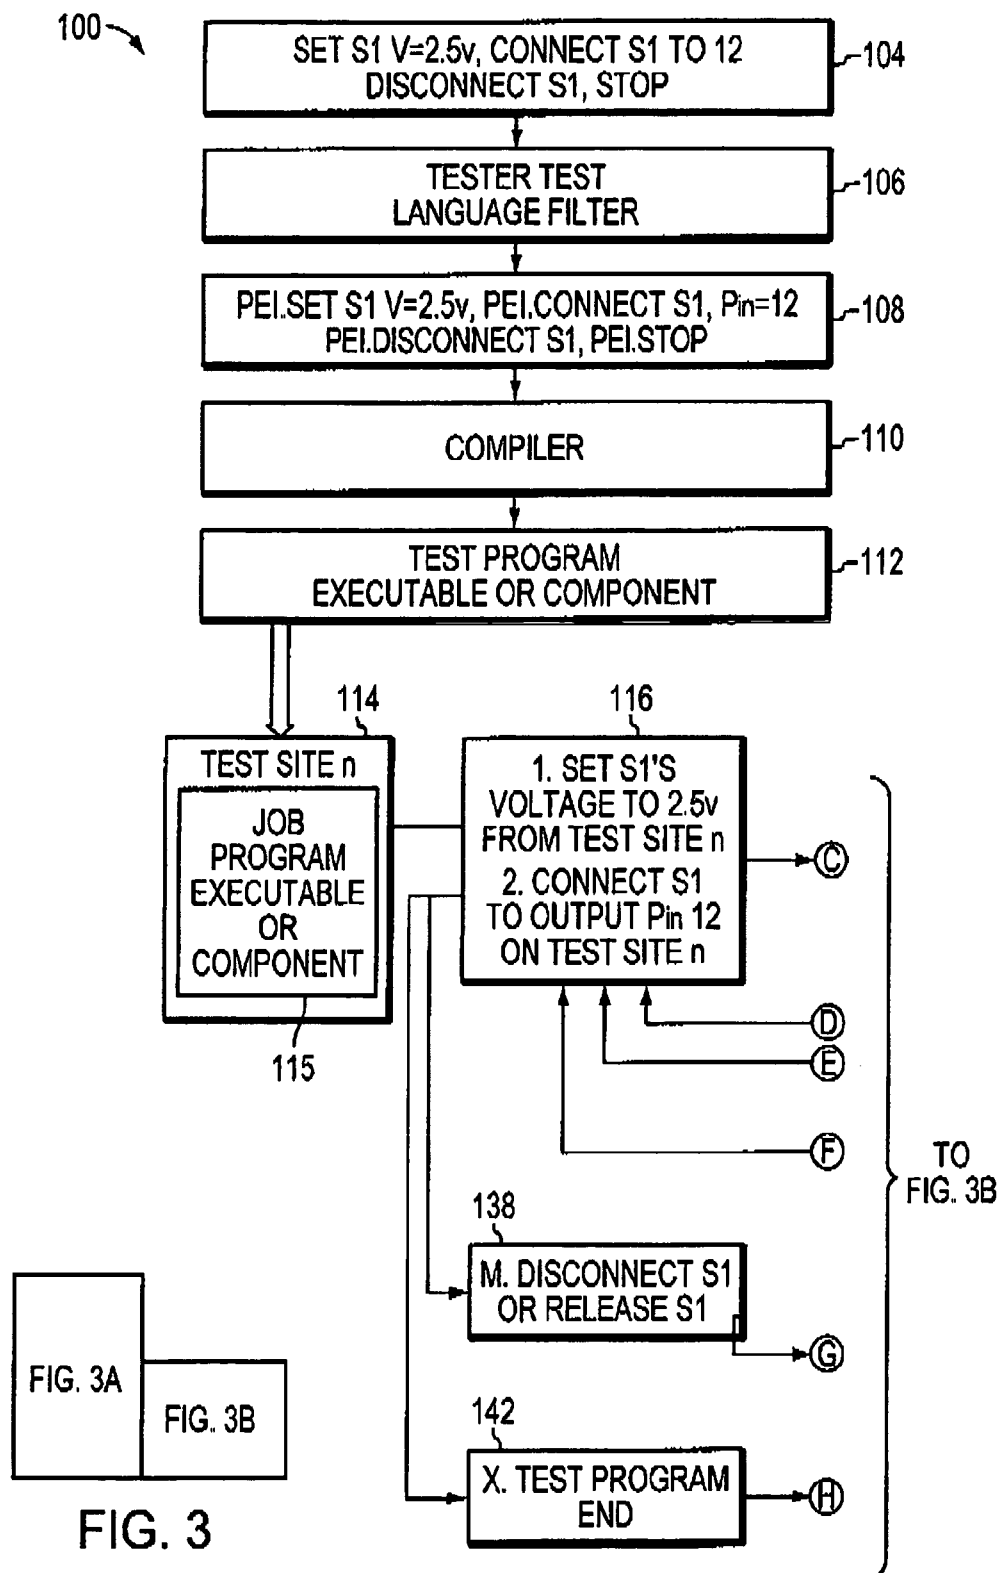 100
SET S1 V=2.5v, CONNECT S1 TO 12
DISCONNECT S1, STOP
104
TESTER TEST
LANGUAGE FILTER
106
PEI.SET S1 V=2.5v, PEI.CONNECT S1, Pin=12
PEI.DISCONNECT S1, PEI.STOP
108
COMPILER
110
TEST PROGRAM
EXECUTABLE OR COMPONENT
112
114
TEST SITE n
JOB
PROGRAM
EXECUTABLE
OR
COMPONENT
115
116
1. SET S1'S
VOLTAGE TO 2.5v
FROM TEST SITE n
2. CONNECT S1
TO OUTPUT Pin 12
ON TEST SITE n
C
D
E
F
TO
FIG. 3B
138
M. DISCONNECT S1
OR RELEASE S1
G
142
X. TEST PROGRAM
END
H
FIG. 3A
FIG. 3B
FIG. 3